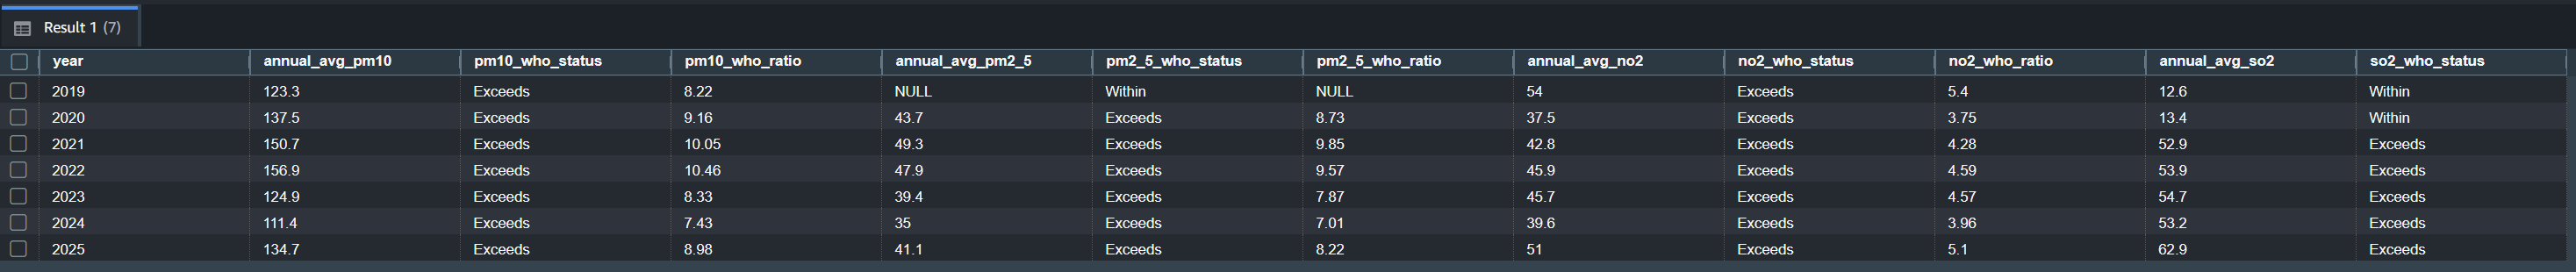 Result 1 (7)
year annual_avg_pm10 pm10_who_status pm10_who_ratio annual_avg_pm2_5 pm2_5_who_status pm2_5_who_ratio annual_avg_no2 no2_who_status no2_who_ratio annual_avg_so2 so2_who_status
2019 123.3 Exceeds 8.22 NULL Within NULL 54 Exceeds 5.4 12.6 Within
2020 137.5 Exceeds 9.16 43.7 Exceeds 8.73 37.5 Exceeds 3.75 13.4 Within
2021 150.7 Exceeds 10.05 49.3 Exceeds 9.85 42.8 Exceeds 4.28 52.9 Exceeds
2022 156.9 Exceeds 10.46 47.9 Exceeds 9.57 45.9 Exceeds 4.59 53.9 Exceeds
2023 124.9 Exceeds 8.33 39.4 Exceeds 7.87 45.7 Exceeds 4.57 54.7 Exceeds
2024 111.4 Exceeds 7.43 35 Exceeds 7.01 39.6 Exceeds 3.96 53.2 Exceeds
2025 134.7 Exceeds 8.98 41.1 Exceeds 8.22 51 Exceeds 5.1 62.9 Exceeds